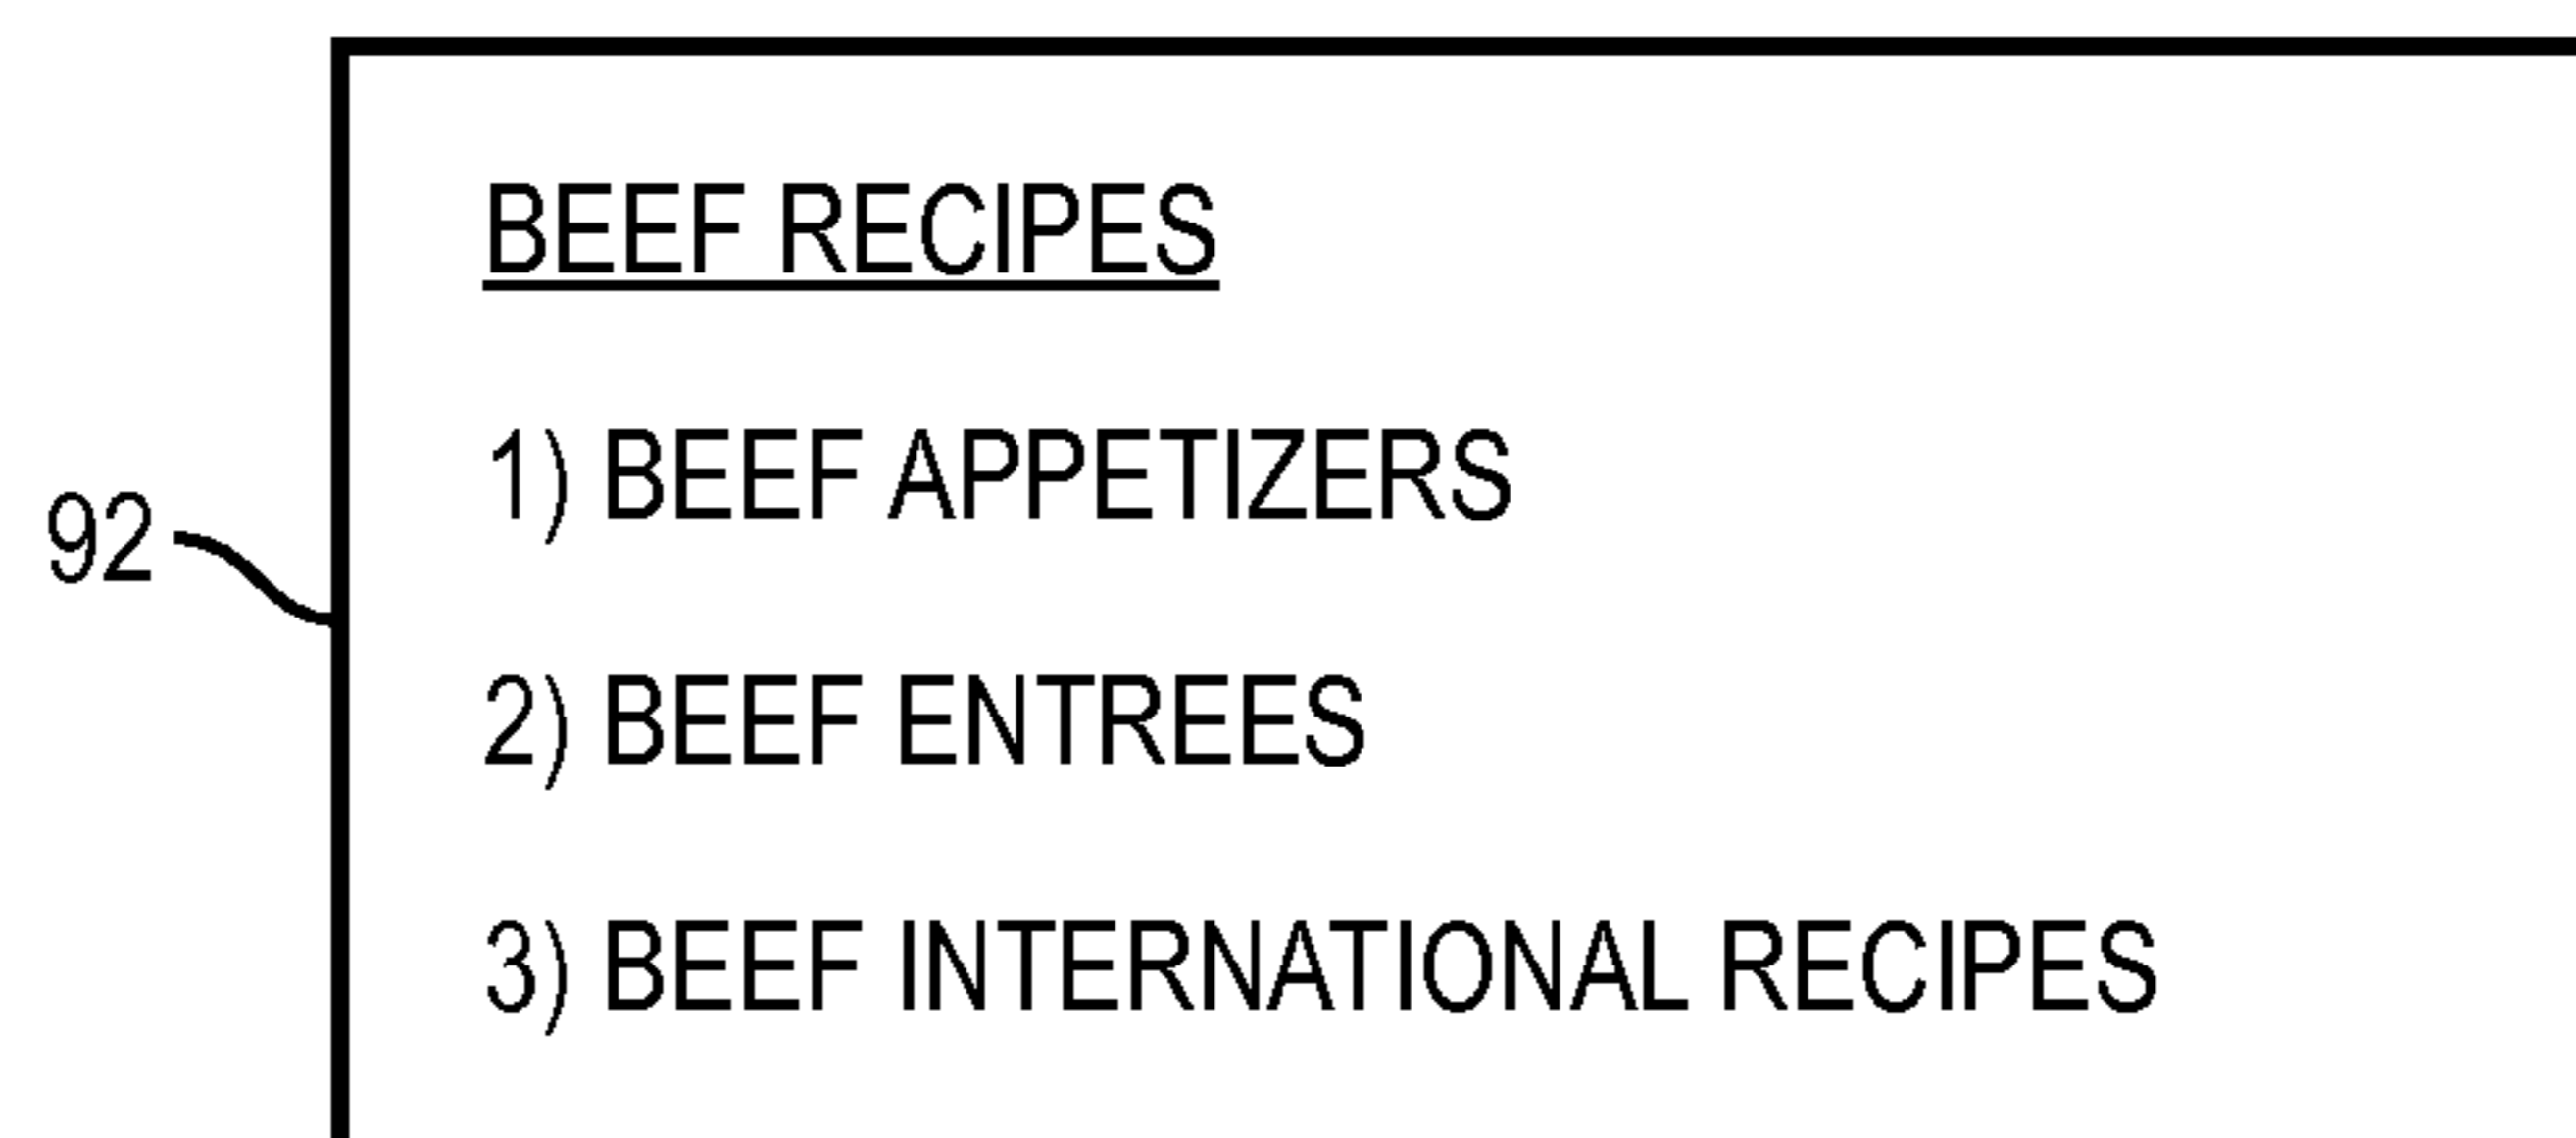 BEEF RECIPES
1) BEEF APPETIZERS
92
2) BEEF ENTREES
3) BEEF INTERNATIONAL RECIPES